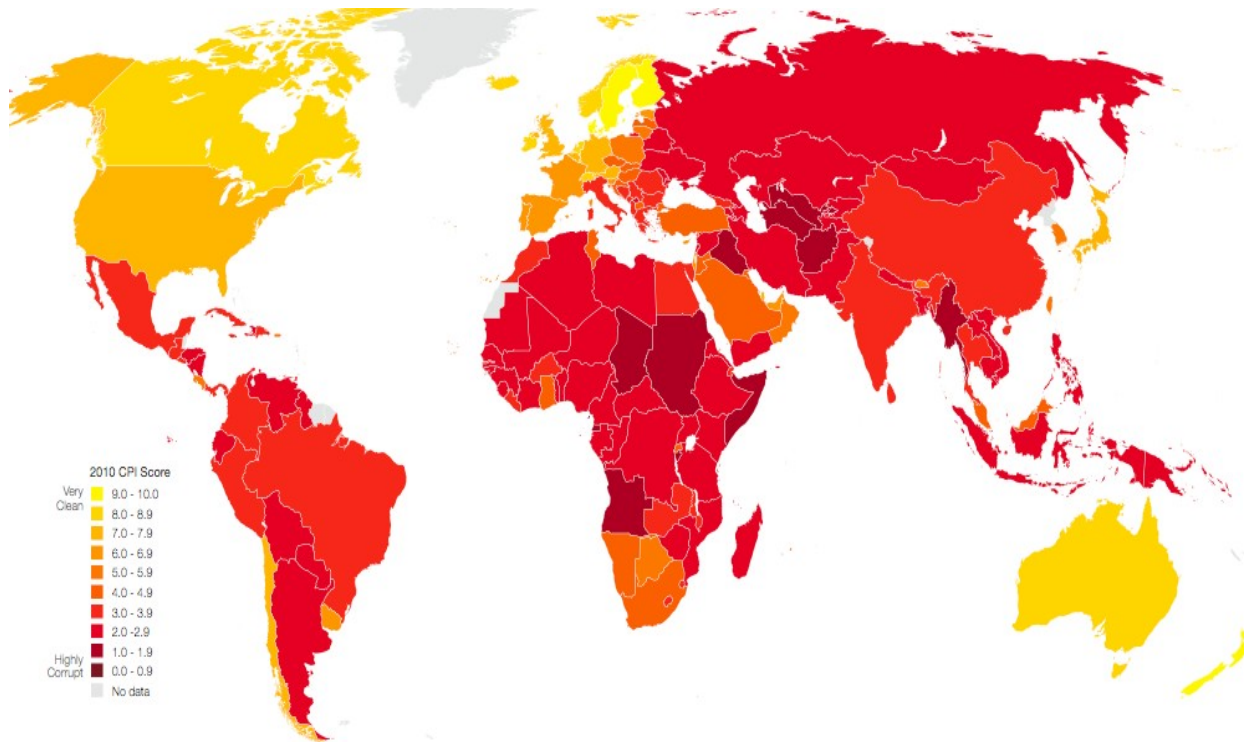 2010 CPI Score
Very
Clean
9.0 - 10.0
8.0 - 8.9
7.0 - 7.9
6.0 - 6.9
5.0 - 5.9
4.0 - 4.9
3.0 - 3.9
2.0 -2.9
1.0 - 1.9
Highly
Corrupt
0.0 - 0.9
No data